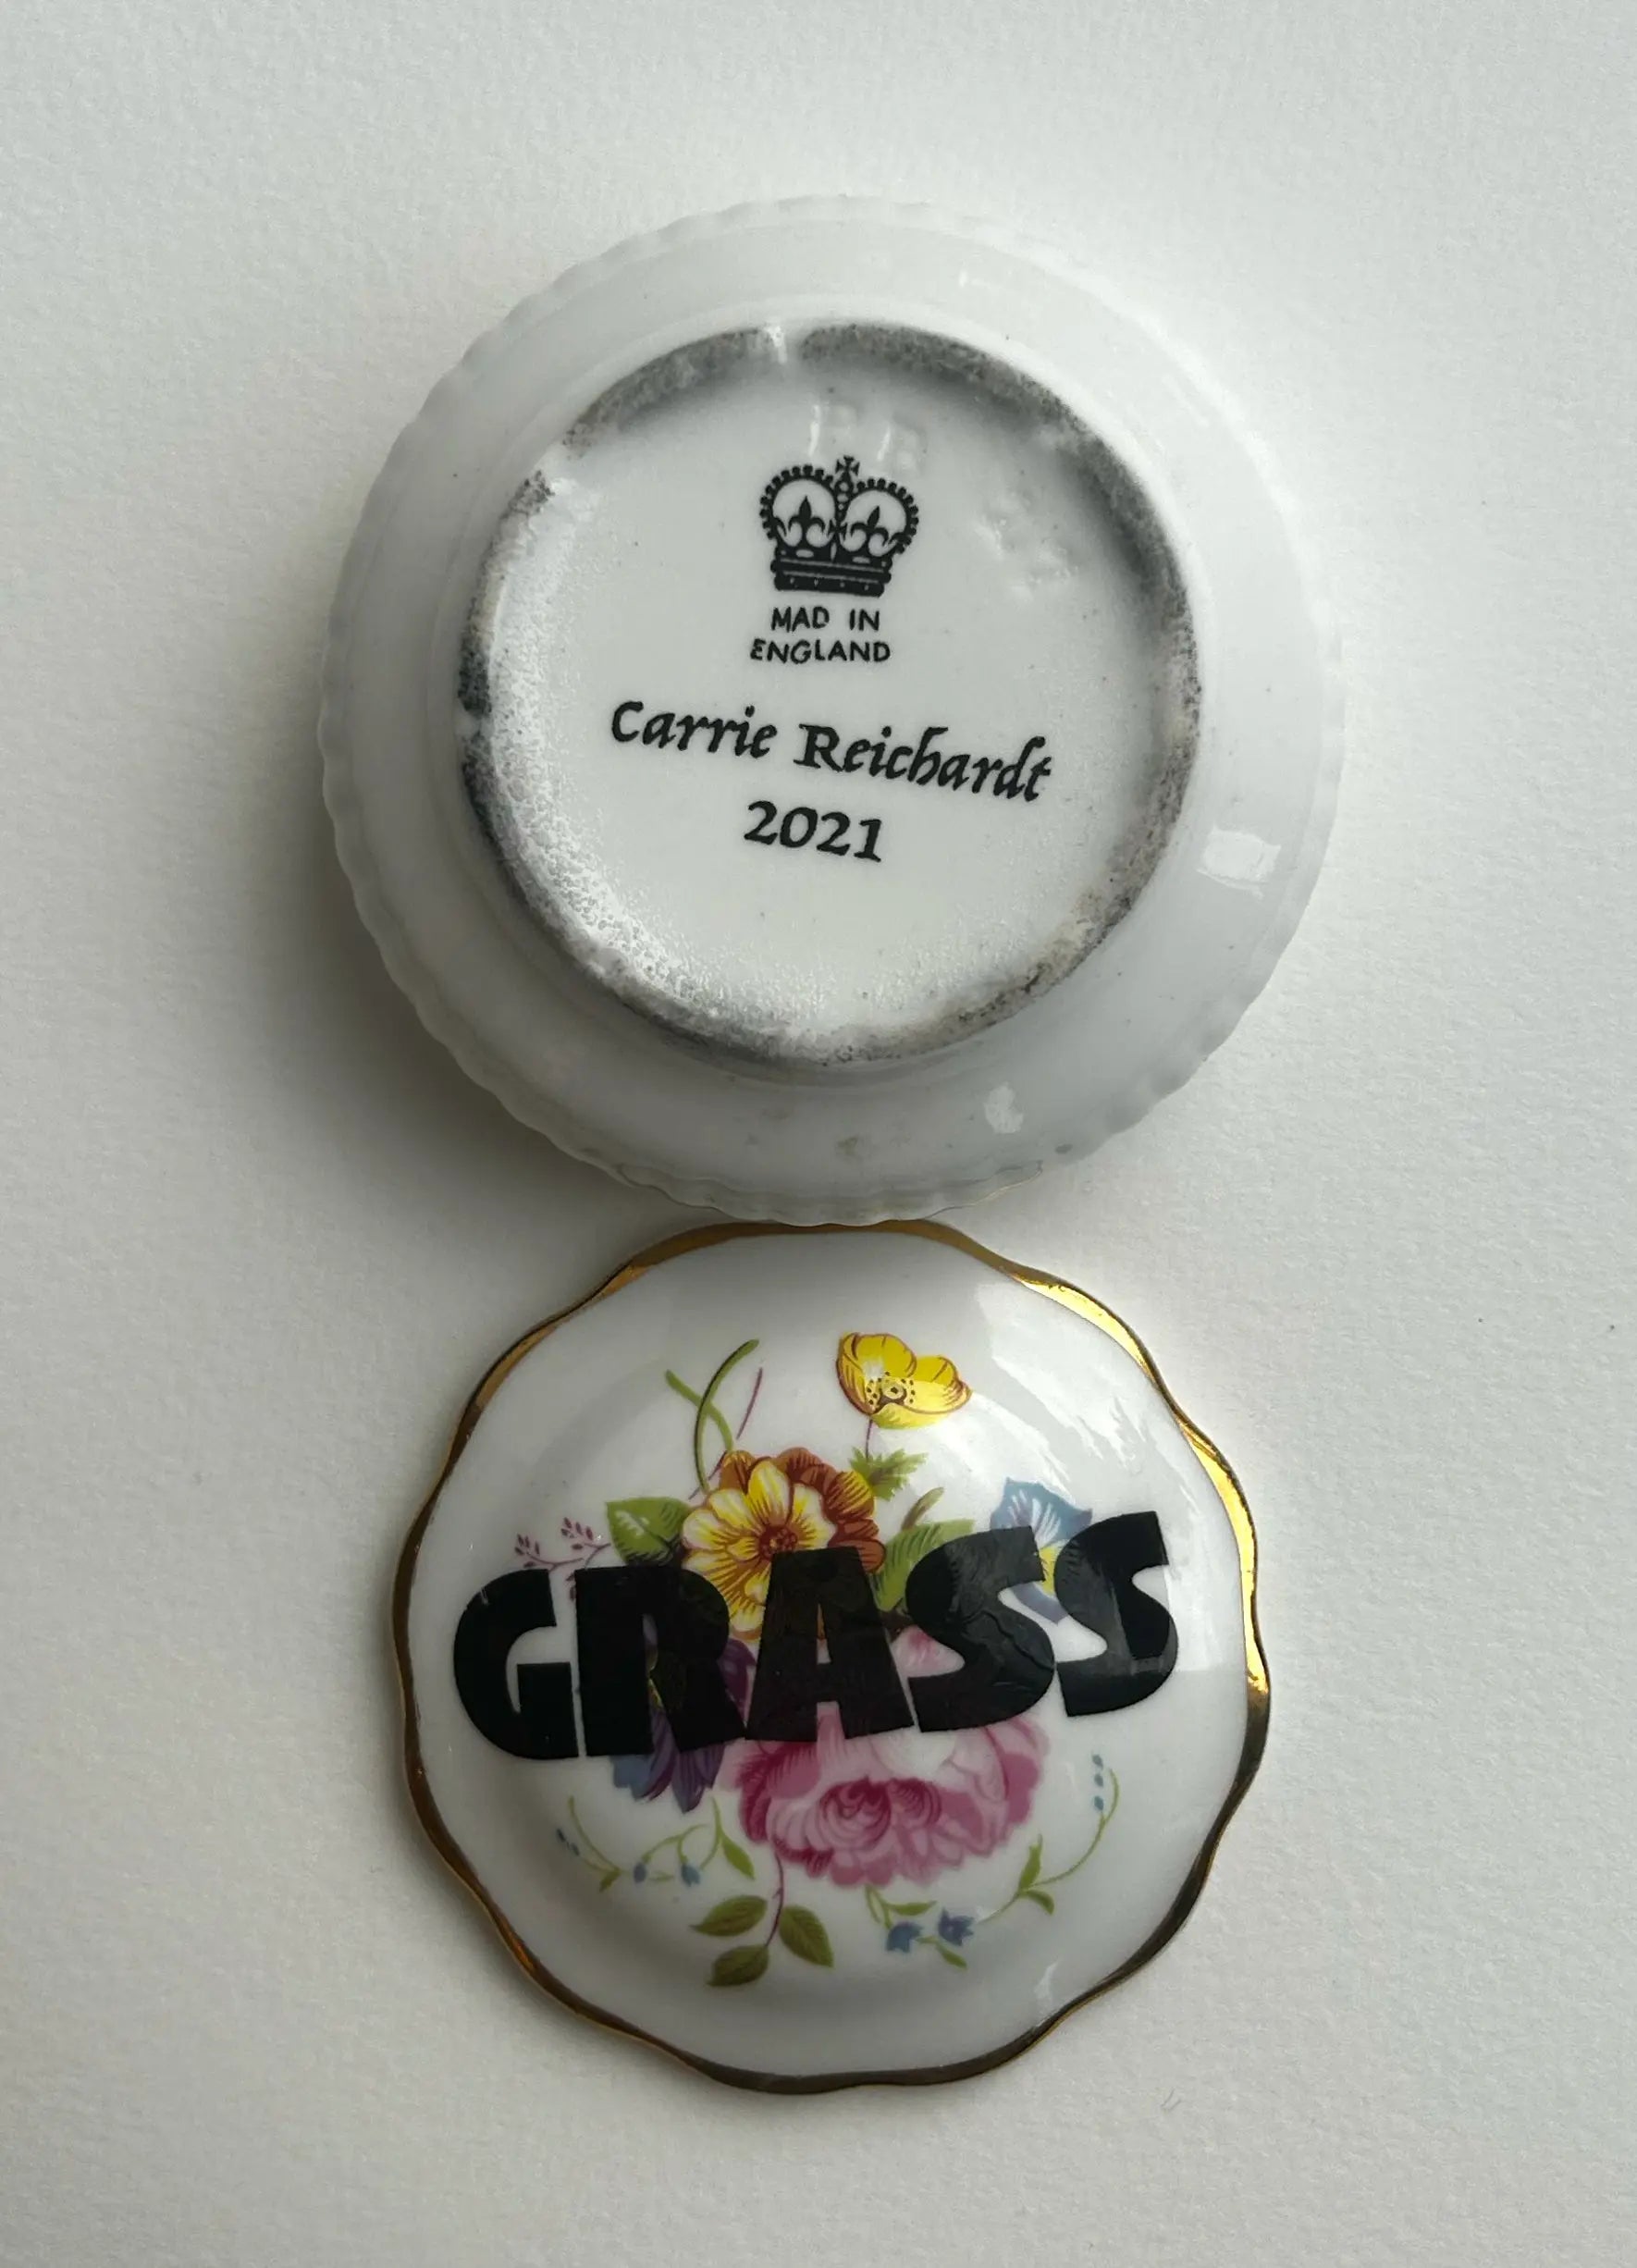 MAD IN
ENGLAND
Carrie Reichardt
2021
GRASS